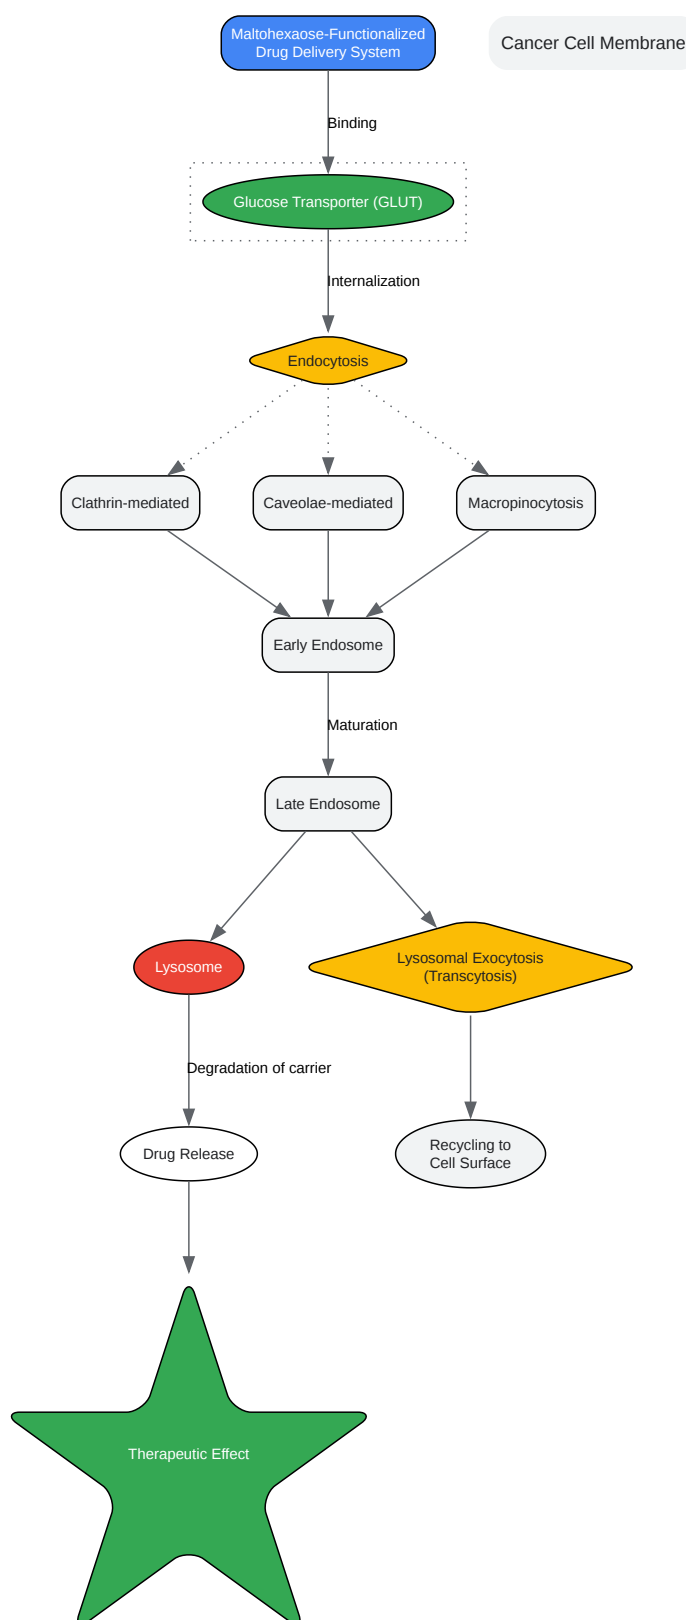 Maltohexaose-Functionalized
Drug Delivery System
Cancer Cell Membrane
Binding
Glucose Transporter (GLUT)
Internalization
Endocytosis
Clathrin-mediated
Caveolae-mediated
Macropinocytosis
Early Endosome
Maturation
Late Endosome
Lysosome
Lysosomal Exocytosis
(Transcytosis)
Degradation of carrier
Drug Release
Recycling to
Cell Surface
Therapeutic Effect